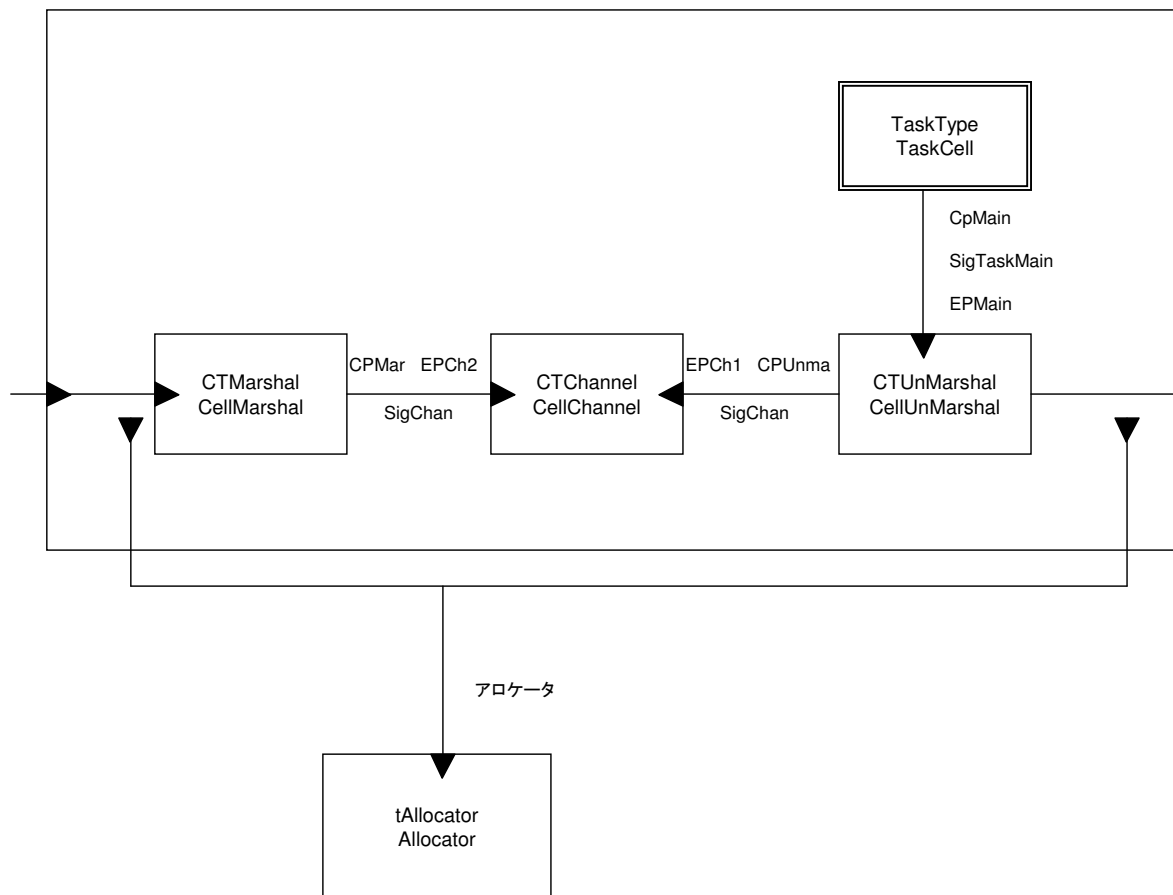 TaskType
TaskCell
CpMain
SigTaskMain
EPMain
CPMar EPCh2
EPCh1 CPUnma
CTMarshal
CellMarshal
SigChan
CTChannel
CellChannel
SigChan
CTUnMarshal
CellUnMarshal
アロケータ
tAllocator
Allocator